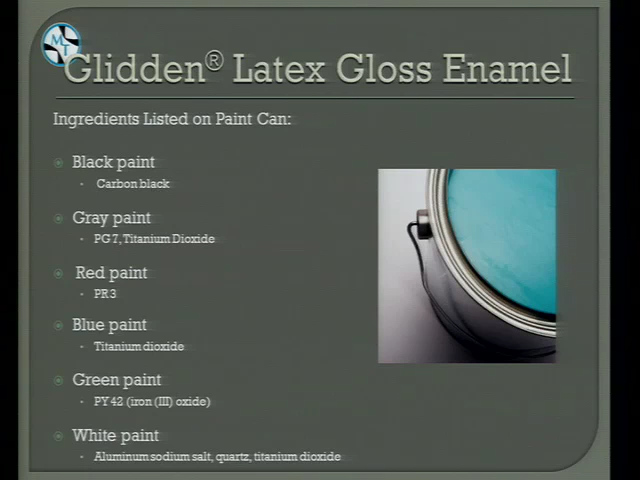 MT
Glidden® Latex Gloss Enamel
Ingredients Listed on Paint Can:
Black paint
Carbon black
Gray paint
PG 7, Titanium Dioxide
Red paint
PR 3
Blue paint
Titanium dioxide
Green paint
PY 42 (iron (III) oxide)
White paint
Aluminum sodium salt, quartz, titanium dioxide